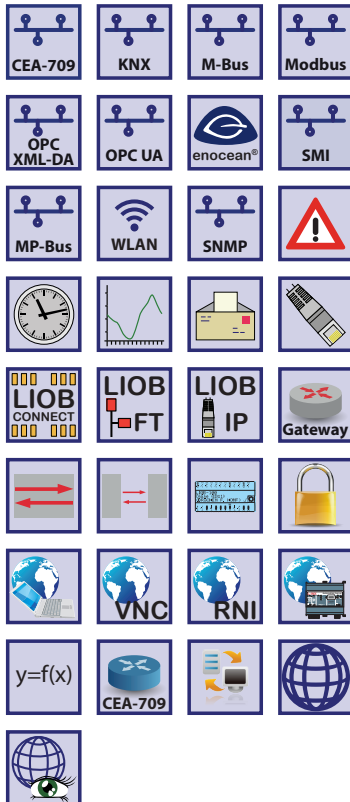 CEA-709
KNX
M-Bus
Modbus
OPC
XML-DA
OPC UA
enocean®
SMI
MP-Bus
WLAN
SNMP
LIOB
CONNECT
LIOB
FT
LIOB
IP
Gateway
VNC
RNI
y=f(x)
CEA-709